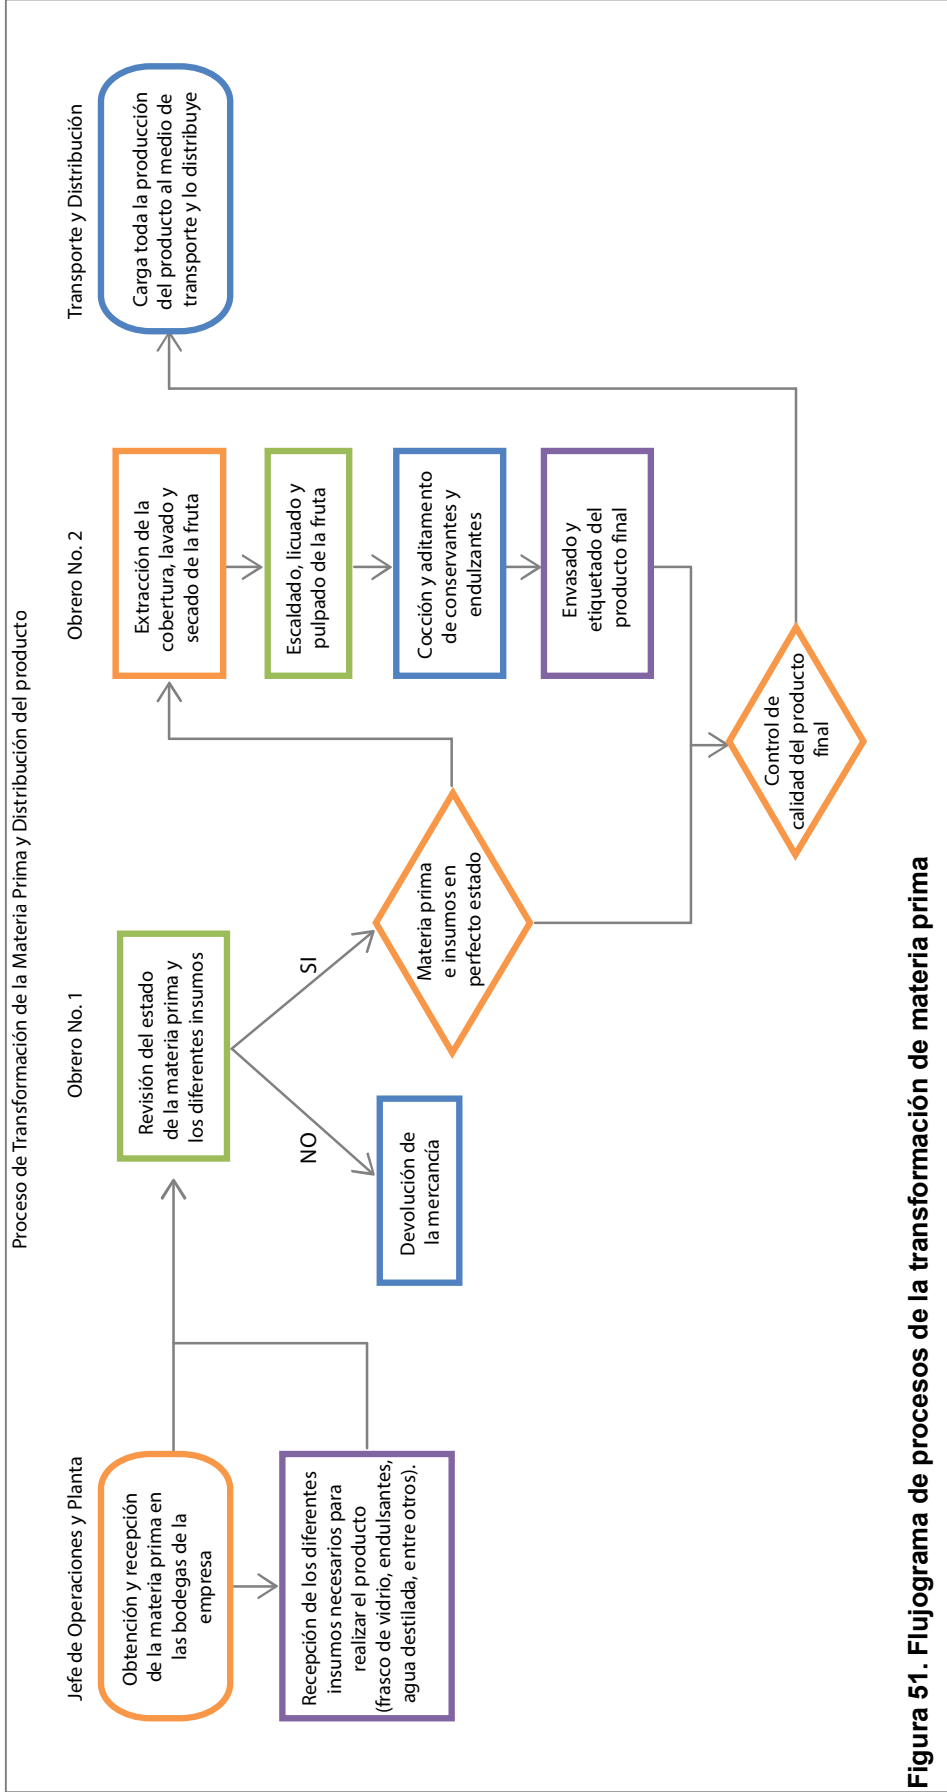 Proceso de Transformación de la Materia Prima y Distribución del producto
Jefe de Operaciones y Planta
Obtención y recepción
de la materia prima en
las bodegas de la
empresa
Recepción de los diferentes
insumos necesarios para
realizar el producto
(frasco de vidrio, endulsantes,
agua destilada, entre otros).
Obrero No. 1
Revisión del estado
de la materia prima y
los diferentes insumos
NO
SI
Devolución de
la mercancía
Materia prima
e insumos en
perfecto estado
Obrero No. 2
Extracción de la
cobertura, lavado y
secado de la fruta
Escaldado, licuado y
pulpado de la fruta
Cocción y aditamento
de conservantes y
endulzantes
Envasado y
etiquetado del
producto final
Control de
calidad del producto
final
Transporte y Distribución
Carga toda la producción
del producto al medio de
transporte y lo distribuye
Figura 51. Flujograma de procesos de la transformación de materia prima